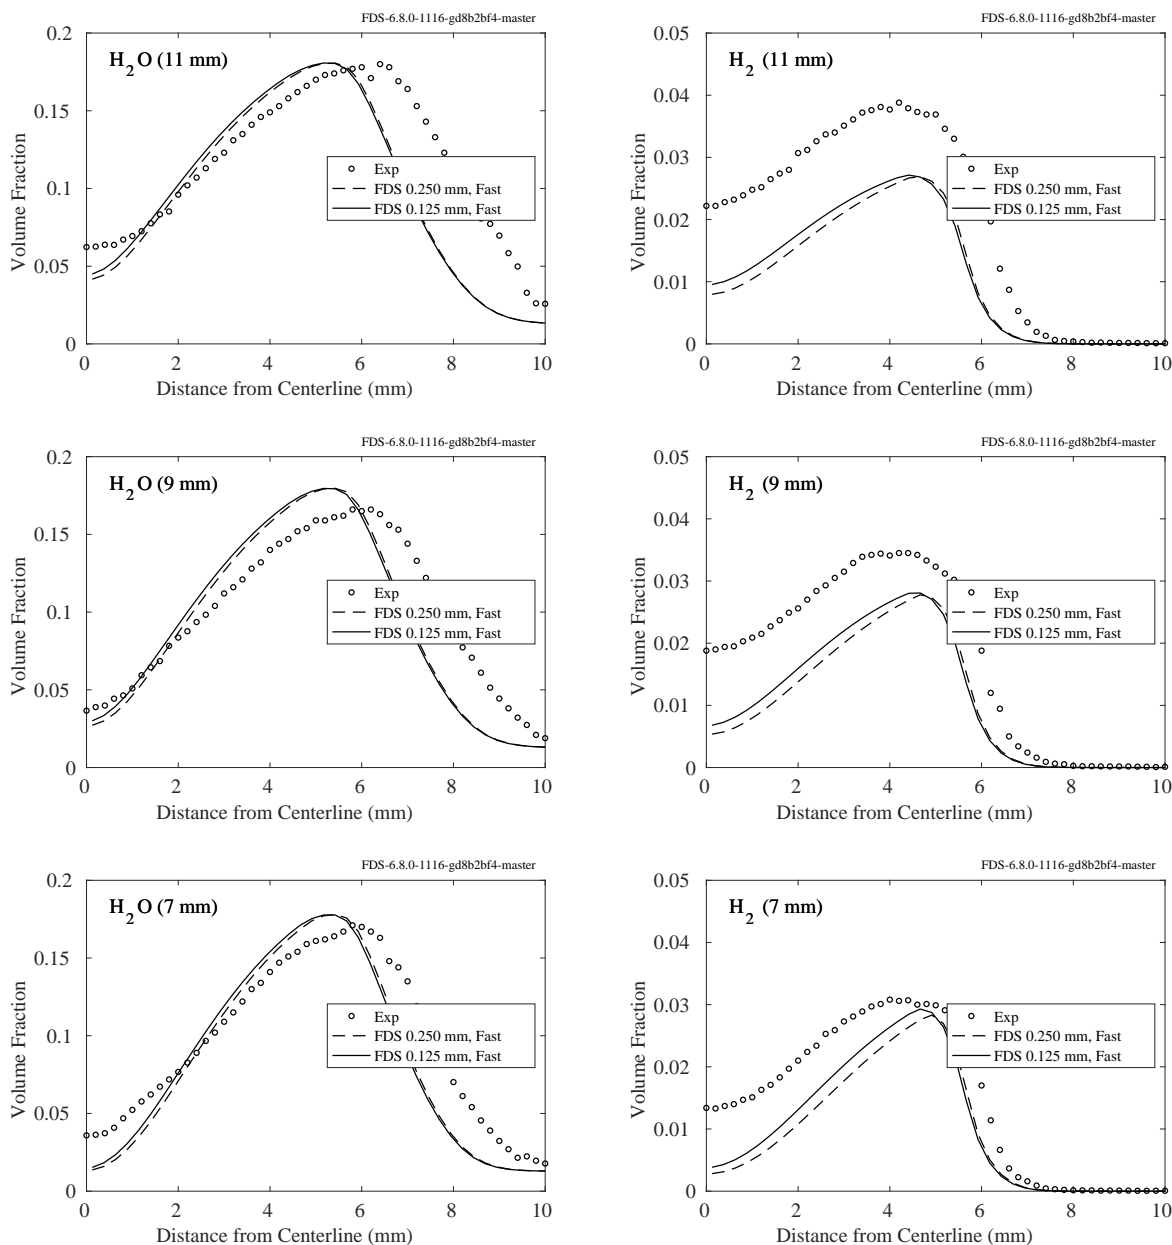 FDS-6.8.0-1116-gd8b2bf4-master
H2O (11 mm)
0.2
0.15
0.1
0.05
0
Volume Fraction
Exp
FDS 0.250 mm, Fast
FDS 0.125 mm, Fast
0 2 4 6 8 10
Distance from Centerline (mm)
FDS-6.8.0-1116-gd8b2bf4-master
H2 (11 mm)
0.05
0.04
0.03
0.02
0.01
0
Volume Fraction
Exp
FDS 0.250 mm, Fast
FDS 0.125 mm, Fast
0 2 4 6 8 10
Distance from Centerline (mm)
FDS-6.8.0-1116-gd8b2bf4-master
H2O (9 mm)
0.2
0.15
0.1
0.05
0
Volume Fraction
Exp
FDS 0.250 mm, Fast
FDS 0.125 mm, Fast
0 2 4 6 8 10
Distance from Centerline (mm)
FDS-6.8.0-1116-gd8b2bf4-master
H2 (9 mm)
0.05
0.04
0.03
0.02
0.01
0
Volume Fraction
Exp
FDS 0.250 mm, Fast
FDS 0.125 mm, Fast
0 2 4 6 8 10
Distance from Centerline (mm)
FDS-6.8.0-1116-gd8b2bf4-master
H2O (7 mm)
0.2
0.15
0.1
0.05
0
Volume Fraction
Exp
FDS 0.250 mm, Fast
FDS 0.125 mm, Fast
0 2 4 6 8 10
Distance from Centerline (mm)
FDS-6.8.0-1116-gd8b2bf4-master
H2 (7 mm)
0.05
0.04
0.03
0.02
0.01
0
Volume Fraction
Exp
FDS 0.250 mm, Fast
FDS 0.125 mm, Fast
0 2 4 6 8 10
Distance from Centerline (mm)